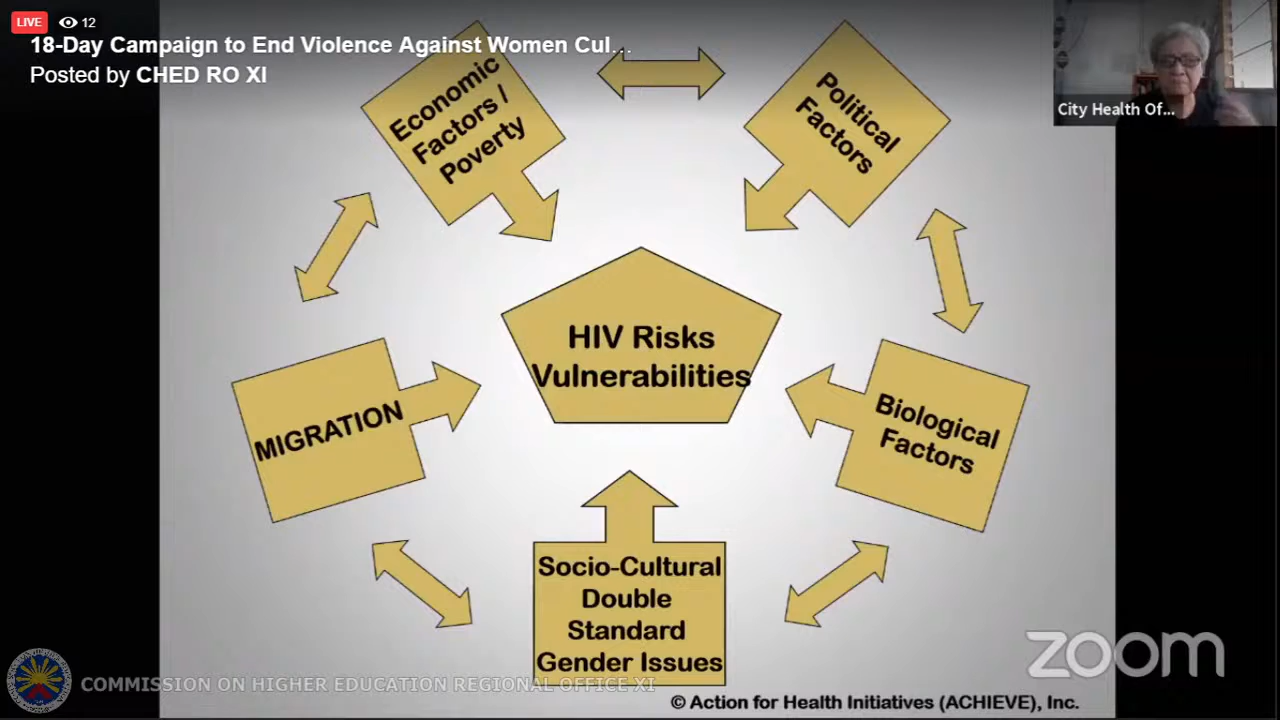 LIVE 12
18-Day Campaign to End Violence Against Women Cul...
Posted by CHED RO XI
City Health Of...
Economic
Factors /
Poverty
Political
Factors
HIV Risks
Vulnerabilities
MIGRATION
Biological
Factors
Socio-Cultural
Double
Standard
Gender Issues
zoom
COMMISSION ON HIGHER EDUCATION REGIONAL OFFICE XI
© Action for Health Initiatives (ACHIEVE), Inc.